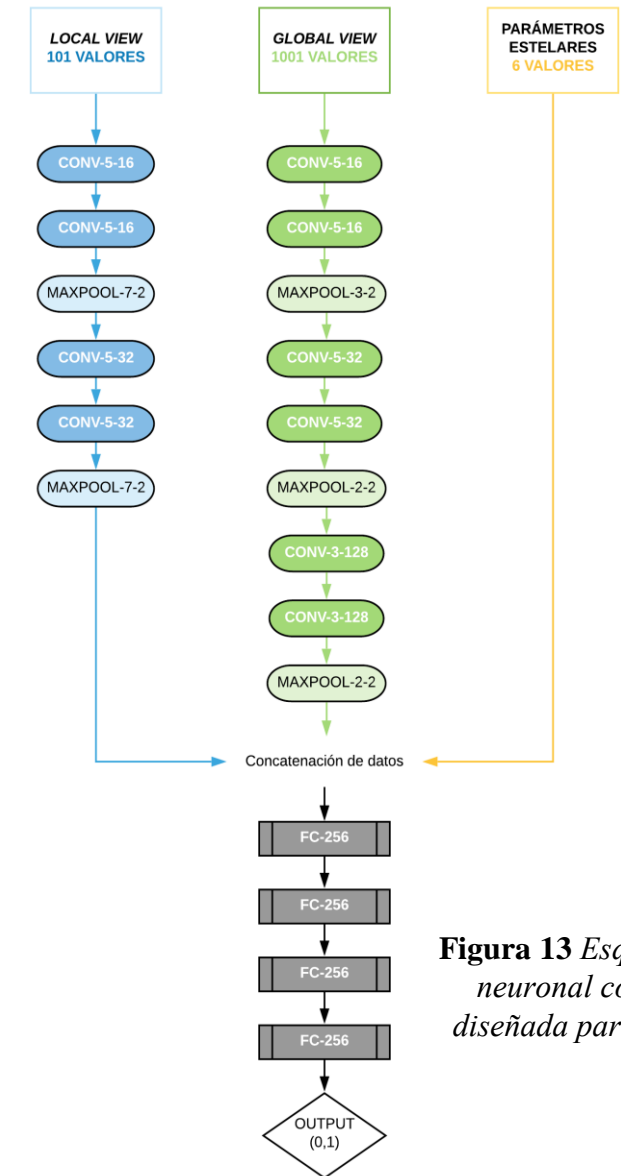 LOCAL VIEW
101 VALORES
CONV-5-16
CONV-5-16
MAXPOOL-7-2
CONV-5-32
CONV-5-32
MAXPOOL-7-2
GLOBAL VIEW
1001 VALORES
CONV-5-16
CONV-5-16
MAXPOOL-3-2
CONV-5-32
CONV-5-32
MAXPOOL-2-2
CONV-3-128
CONV-3-128
MAXPOOL-2-2
PARÁMETROS
ESTELARES
6 VALORES
Concatenación de datos
FC-256
FC-256
FC-256
FC-256
OUTPUT
(0,1)
Figura 13
neuronal
diseñada